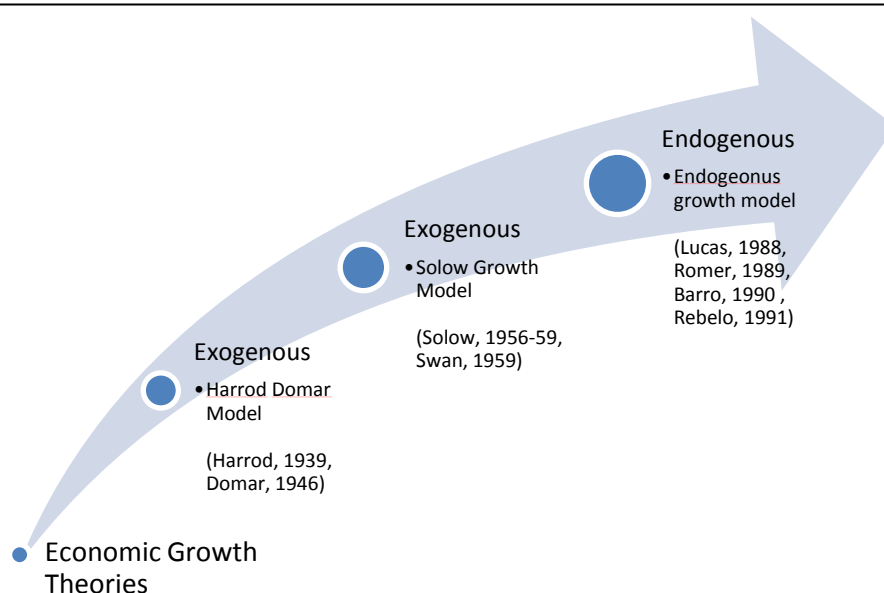 Endogenous
•Endogeonus
growth model
(Lucas, 1988,
Romer, 1989,
Barro, 1990 ,
Rebelo, 1991)
Exogenous
•Solow Growth
Model
(Solow, 1956-59,
Swan, 1959)
Exogenous
•Harrod Domar
Model
(Harrod, 1939,
Domar, 1946)
Economic Growth
Theories